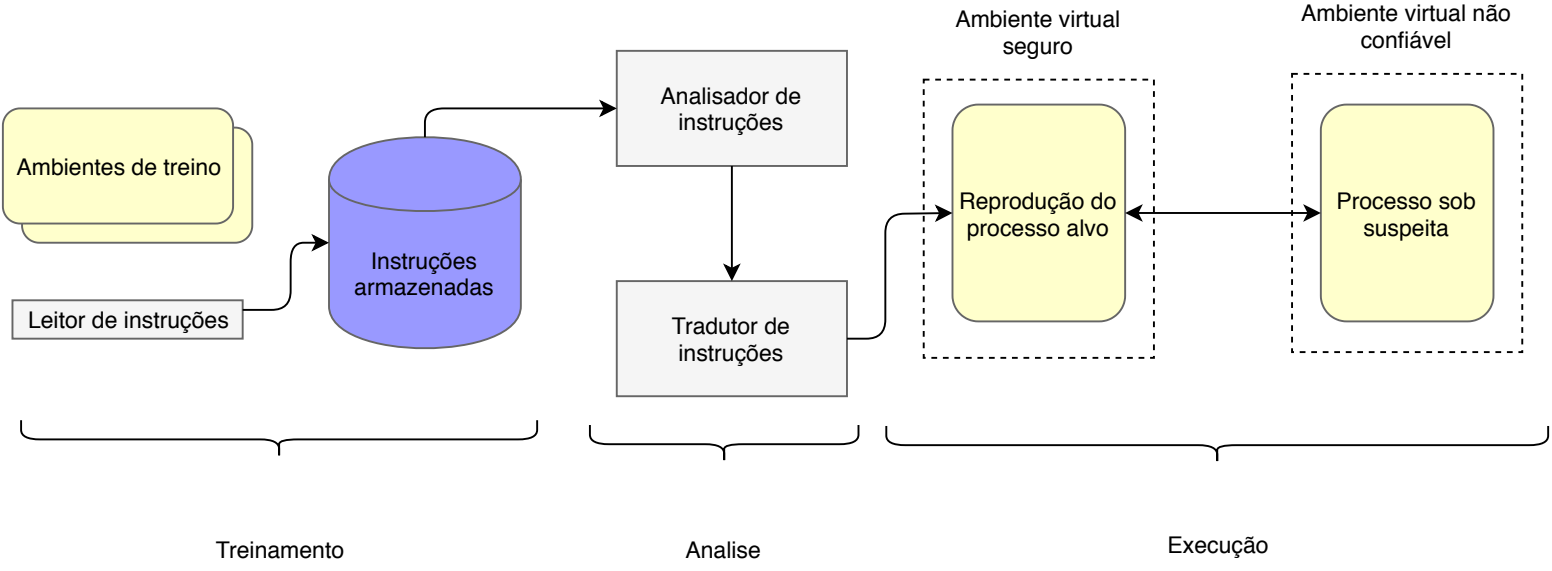 Ambiente virtual
seguro
Ambiente virtual não
confiável
Ambientes de treino
Leitor de instruções
Instruções
armazenadas
Analisador de
instruções
Tradutor de
instruções
Reprodução do
processo alvo
Processo sob
suspeita
Treinamento
Analise
Execução